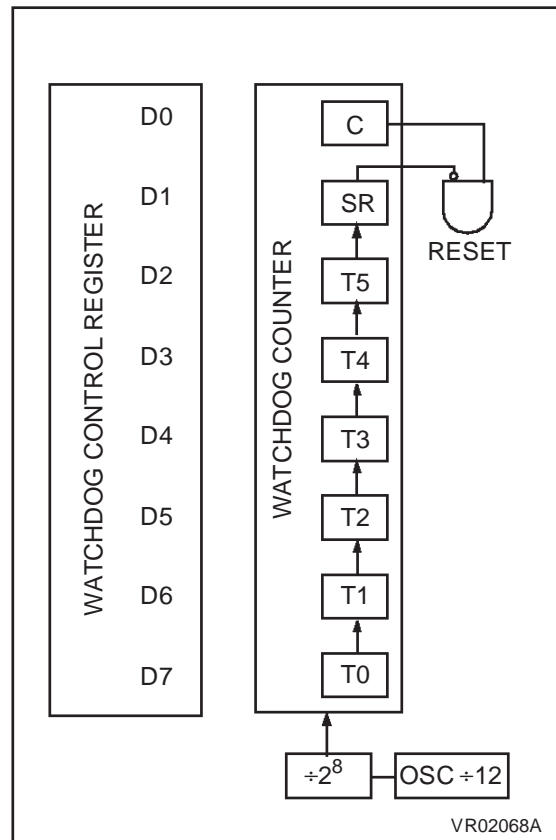 WATCHDOG CONTROL REGISTER
D0
D1
D2
D3
D4
D5
D6
D7
WATCHDOG COUNTER
C
SR
T5
T4
T3
T2
T1
T0
RESET
÷2⁸
OSC ÷12
VR02068A